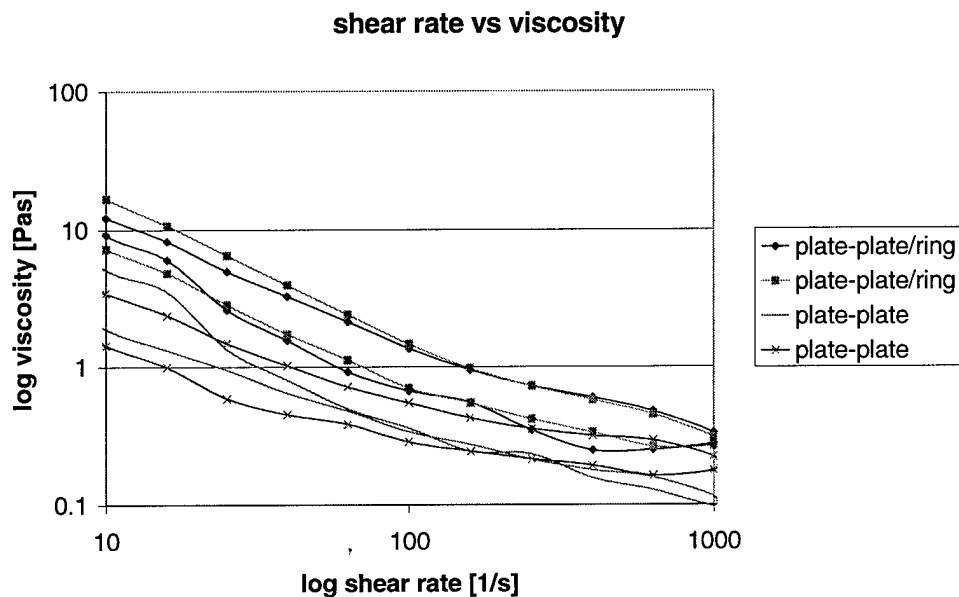 shear rate vs viscosity
100
10
1
0.1
log viscosity [Pas]
10
100
1000
log shear rate [1/s]
plate-plate/ring
plate-plate/ring
plate-plate
plate-plate